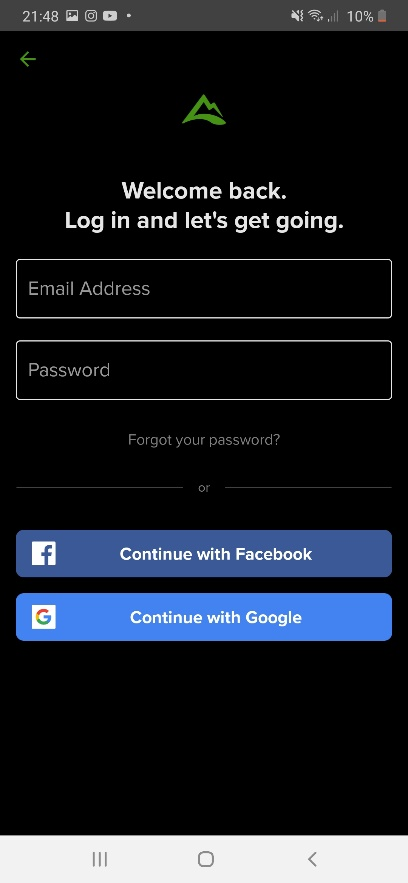 21:48
10%
Welcome back.
Log in and let's get going.
Email Address
Password
Forgot your password?
or
Continue with Facebook
Continue with Google